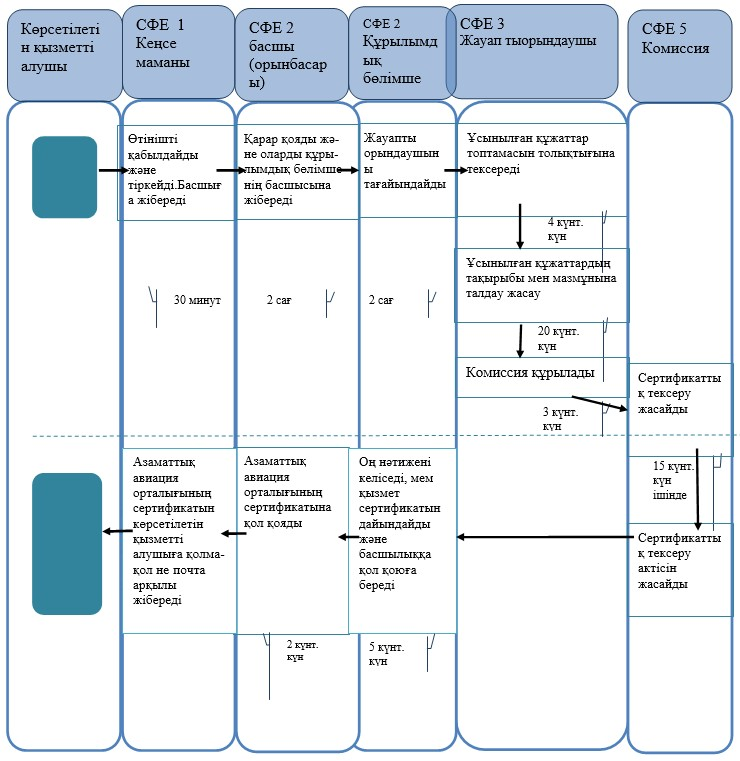 Көрсетілеті
н қызметті
алушы
СФЕ 1
Кеңсе
маманы
СФЕ 2
басшы
(орынбасар
ы)
СФЕ 2
Құрылымд
ық
бөлімше
СФЕ 3
Жауап тыорындаушы
СФЕ 5
Комиссия
Өтінішті
қабылдайды
және
тіркейді.Басшығ
а жібереді
Қарар қояды жә-
не оларды құры-
лымдық бөлімше
нің басшысына
жібереді
Жауапты
орындаушын
ы
тағайындайды
Ұсынылған құжаттар
топтамасын толықтығына
тексереді
4 күнт.
күн
Ұсынылған құжаттардың
тақырыбы мен мазмұнына
талдау жасау
30 минут
2 сағ
2 сағ
20 күнт.
күн
Комиссия құрылады
3 күнт.
күн
Сертификатты
қ тексеру
жасайды
15 күнт.
күн
ішінде
Сертификатты
қ тексеру
актісін
жасайды
Азаматтық
авиация
орталығының
сертификатын
көрсетілетін
қызметті
алушыға қолма-
қол не почта
арқылы
жібереді
Азаматтық
авиация
орталығының
сертификатына
қол қояды
Оң нәтижені
келіседі, мем
қызмет
сертификатын
дайындайды
және
басшылыққа
қол қоюға
береді
2 күнт.
күн
5 күнт.
күн